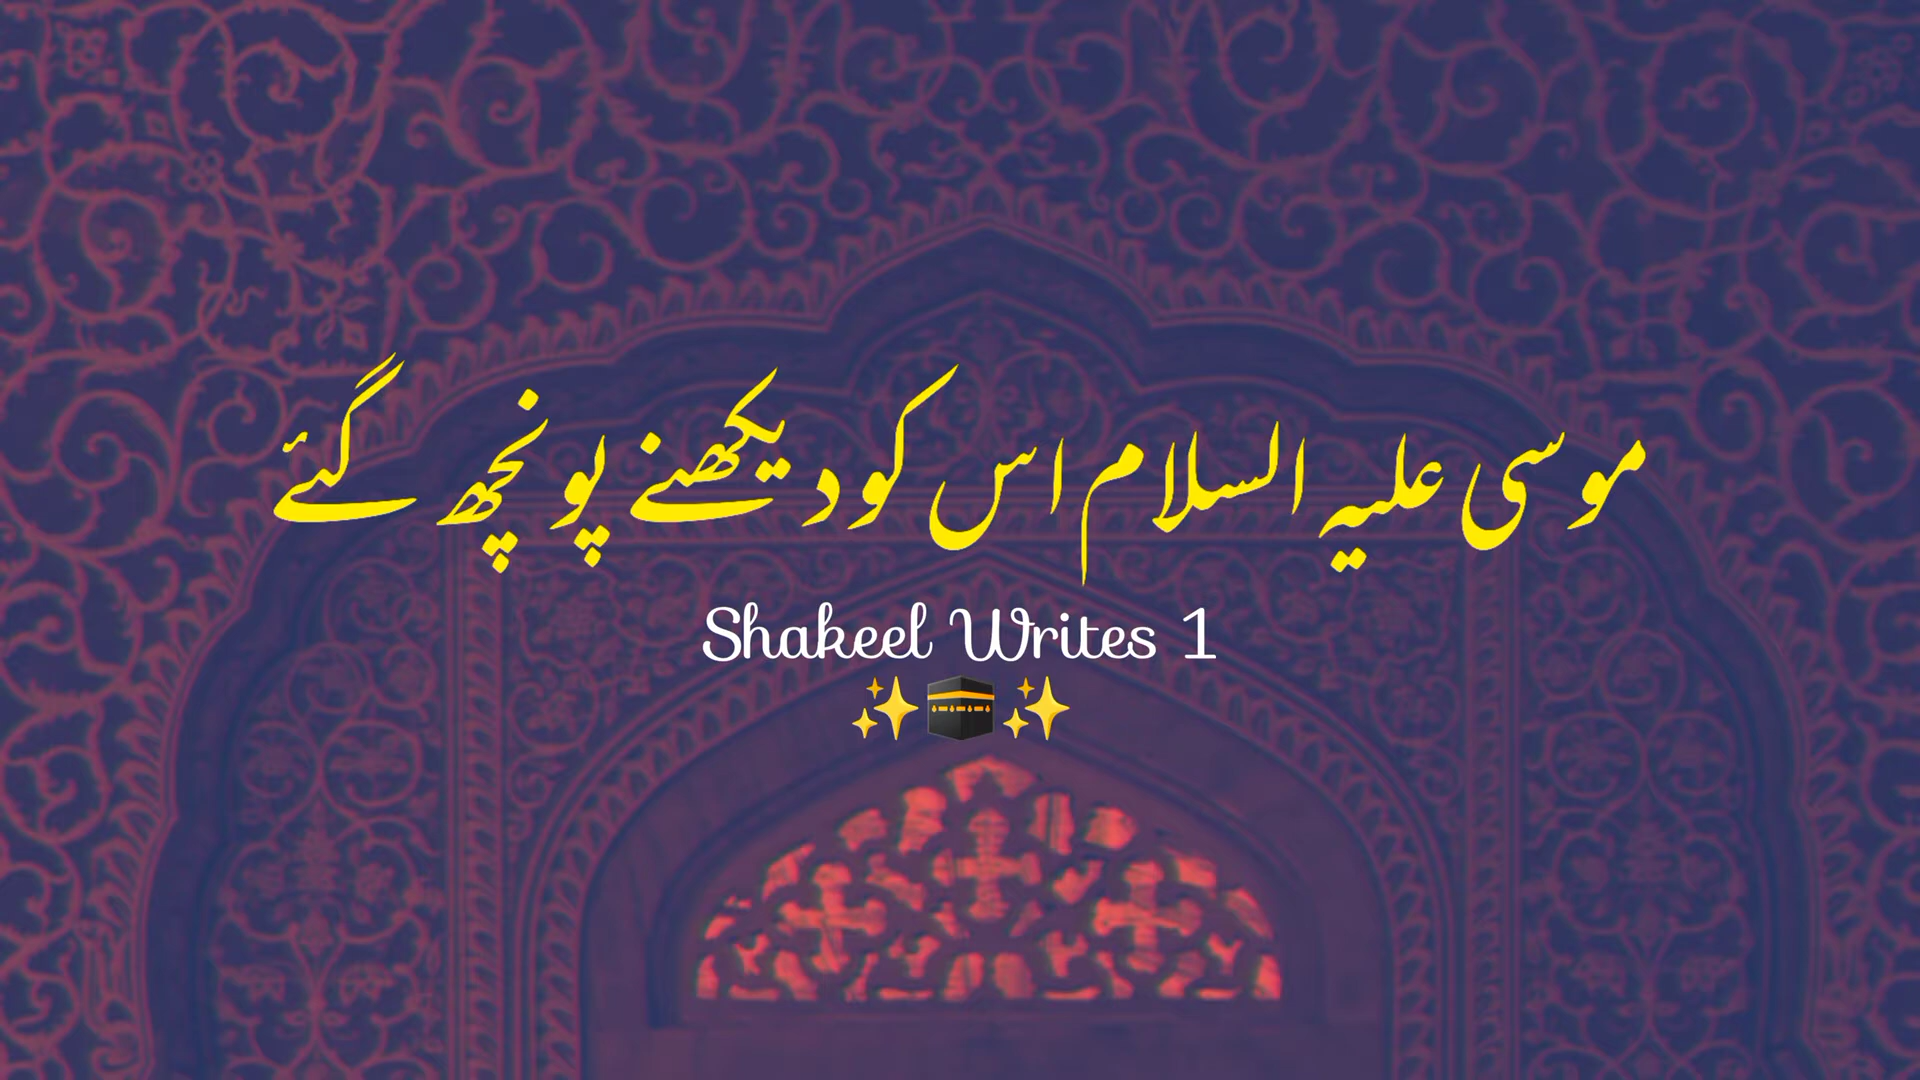 موسی علیہ السلام اس کو دیکھنے پونچھ گئے
Shakeel Writes 1
✨🕋✨